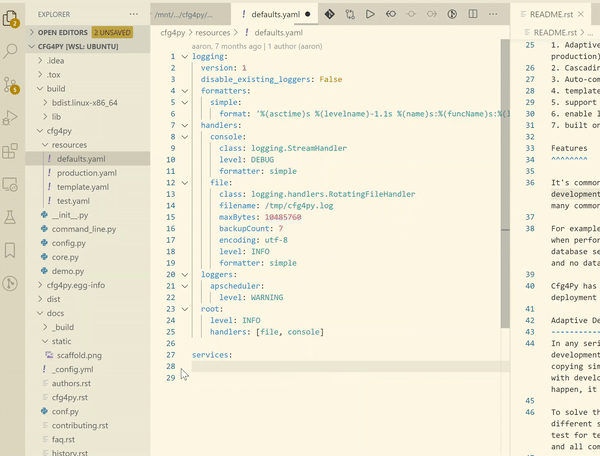 EXPLORER
OPEN EDITORS 2 UNSAVED
CFG4PY [WSL: UBUNTU]
.idea
.tox
build
bdist.linux-x86_64
lib
cfg4py
resources
! defaults.yaml
! production.yaml
! template.yaml
! test.yaml
__init__.py
command_line.py
config.py
core.py
demo.py
cfg4py.egg-info
dist
docs
_build
static
scaffold.png
! _config.yml
authors.rst
cfg4py.rst
conf.py
contributing.rst
faq.rst
history.rst
/mnt/.../cfg4py/...
! defaults.yaml
cfg4py > resources > ! defaults.yaml
aaron, 7 months ago | 1 author (aaron)
1 logging:
2 version: 1
3 disable_existing_loggers: False
4 formatters:
5 simple:
6 format: '%(asctime)s %(levelname)-1.1s %(name)s:%(funcName)s:%(l
7 handlers:
8 console:
9 class: logging.StreamHandler
10 level: DEBUG
11 formatter: simple
12 file:
13 class: logging.handlers.RotatingFileHandler
14 filename: /tmp/cfg4py.log
15 maxBytes: 10485760
16 backupCount: 7
17 encoding: utf-8
18 level: INFO
19 formatter: simple
20 loggers:
21 apscheduler:
22 level: WARNING
23 root:
24 level: INFO
25 handlers: [file, console]
26
27 services:
28
29
README.rst
README.rst > ...
25 1. Adaptive
production)
26 2. Cascading
27 3. Auto-com
28 4. template
29 5. support
30 6. enable l
31 7. built on
32
33 Features
34 ^^^^^^^^
35
36 It's common
development
many common
37
38 For example
when perfor
database se
and no data
39
40 Cfg4Py has
deployment
41
42 Adaptive De
43 -----------
44 In any seri
development
copying sim
with develo
happen, it
45
46 To solve th
different s
test for te
and all com